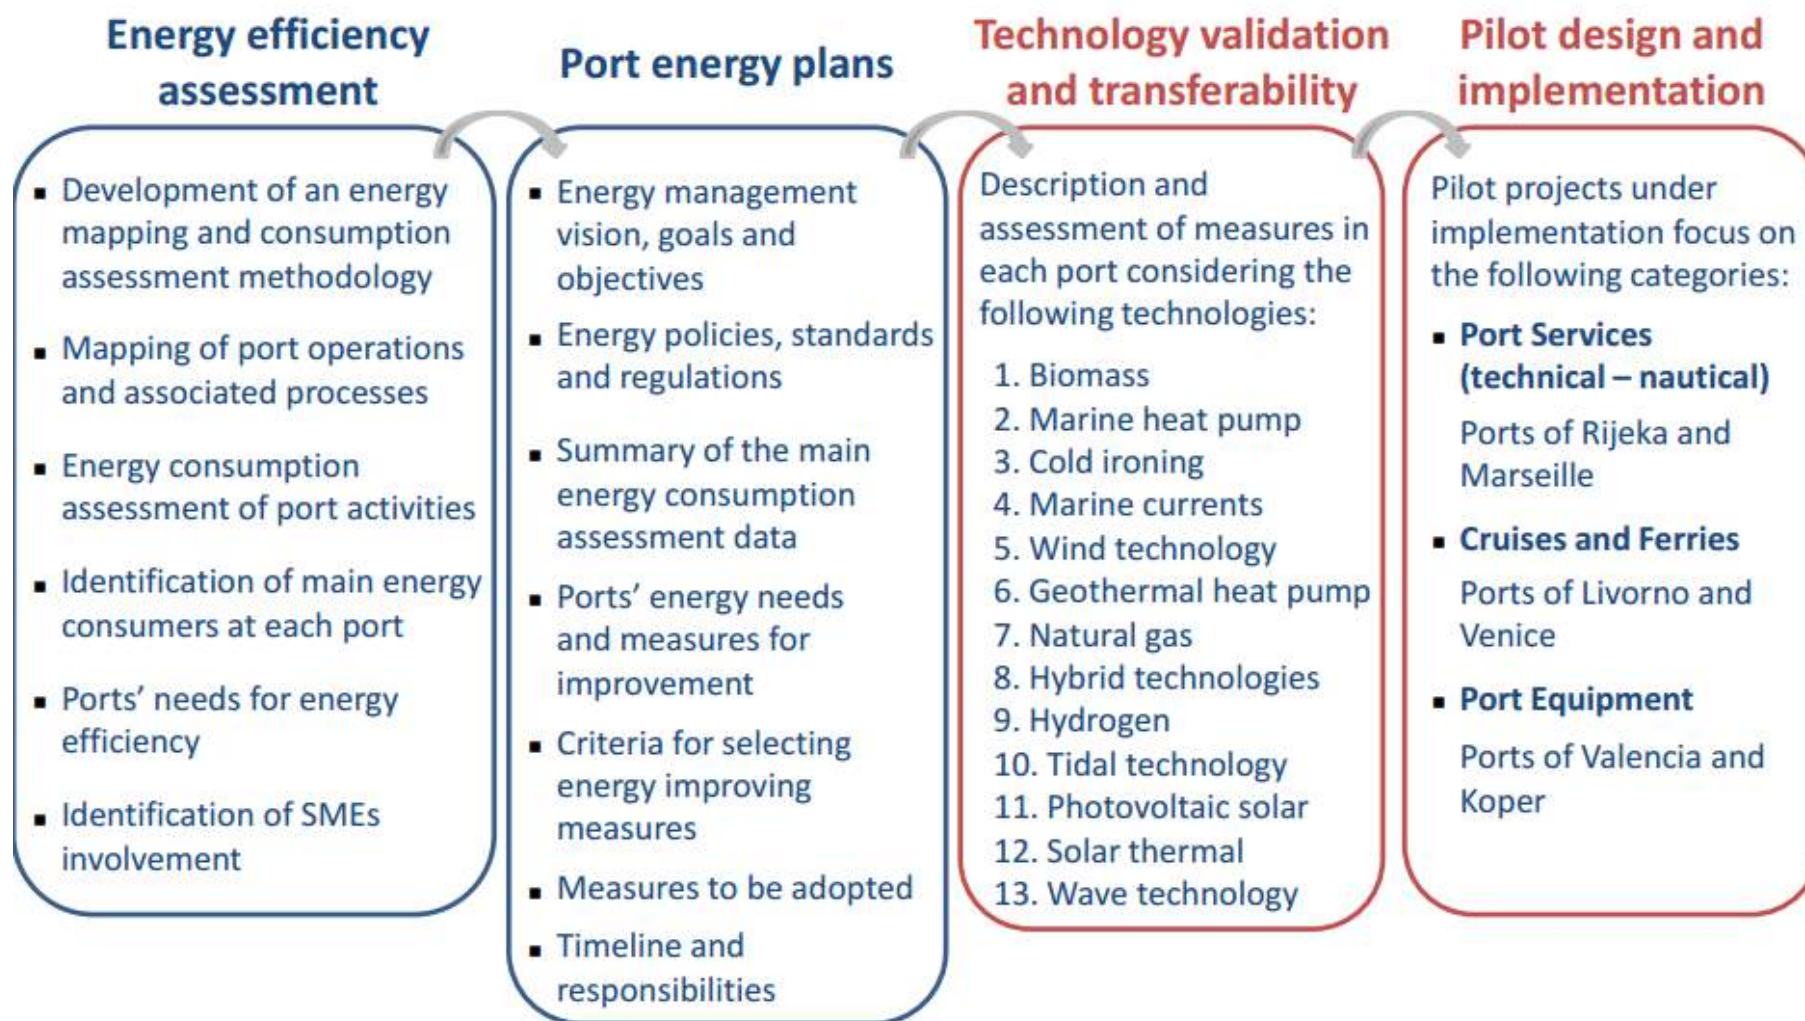 Energy efficiency
assessment
▪ Development of an energy
mapping and consumption
assessment methodology
▪ Mapping of port operations
and associated processes
▪ Energy consumption
assessment of port activities
▪ Identification of main energy
consumers at each port
▪ Ports’ needs for energy
efficiency
▪ Identification of SMEs
involvement
Port energy plans
▪ Energy management
vision, goals and
objectives
▪ Energy policies, standards
and regulations
▪ Summary of the main
energy consumption
assessment data
▪ Ports’ energy needs
and measures for
improvement
▪ Criteria for selecting
energy improving
measures
▪ Measures to be adopted
▪ Timeline and
responsibilities
Technology validation
and transferability
Description and
assessment of measures in
each port considering the
following technologies:
1. Biomass
2. Marine heat pump
3. Cold ironing
4. Marine currents
5. Wind technology
6. Geothermal heat pump
7. Natural gas
8. Hybrid technologies
9. Hydrogen
10. Tidal technology
11. Photovoltaic solar
12. Solar thermal
13. Wave technology
Pilot design and
implementation
Pilot projects under
implementation focus on
the following categories:
▪ Port Services
(technical – nautical)
Ports of Rijeka and
Marseille
▪ Cruises and Ferries
Ports of Livorno and
Venice
▪ Port Equipment
Ports of Valencia and
Koper